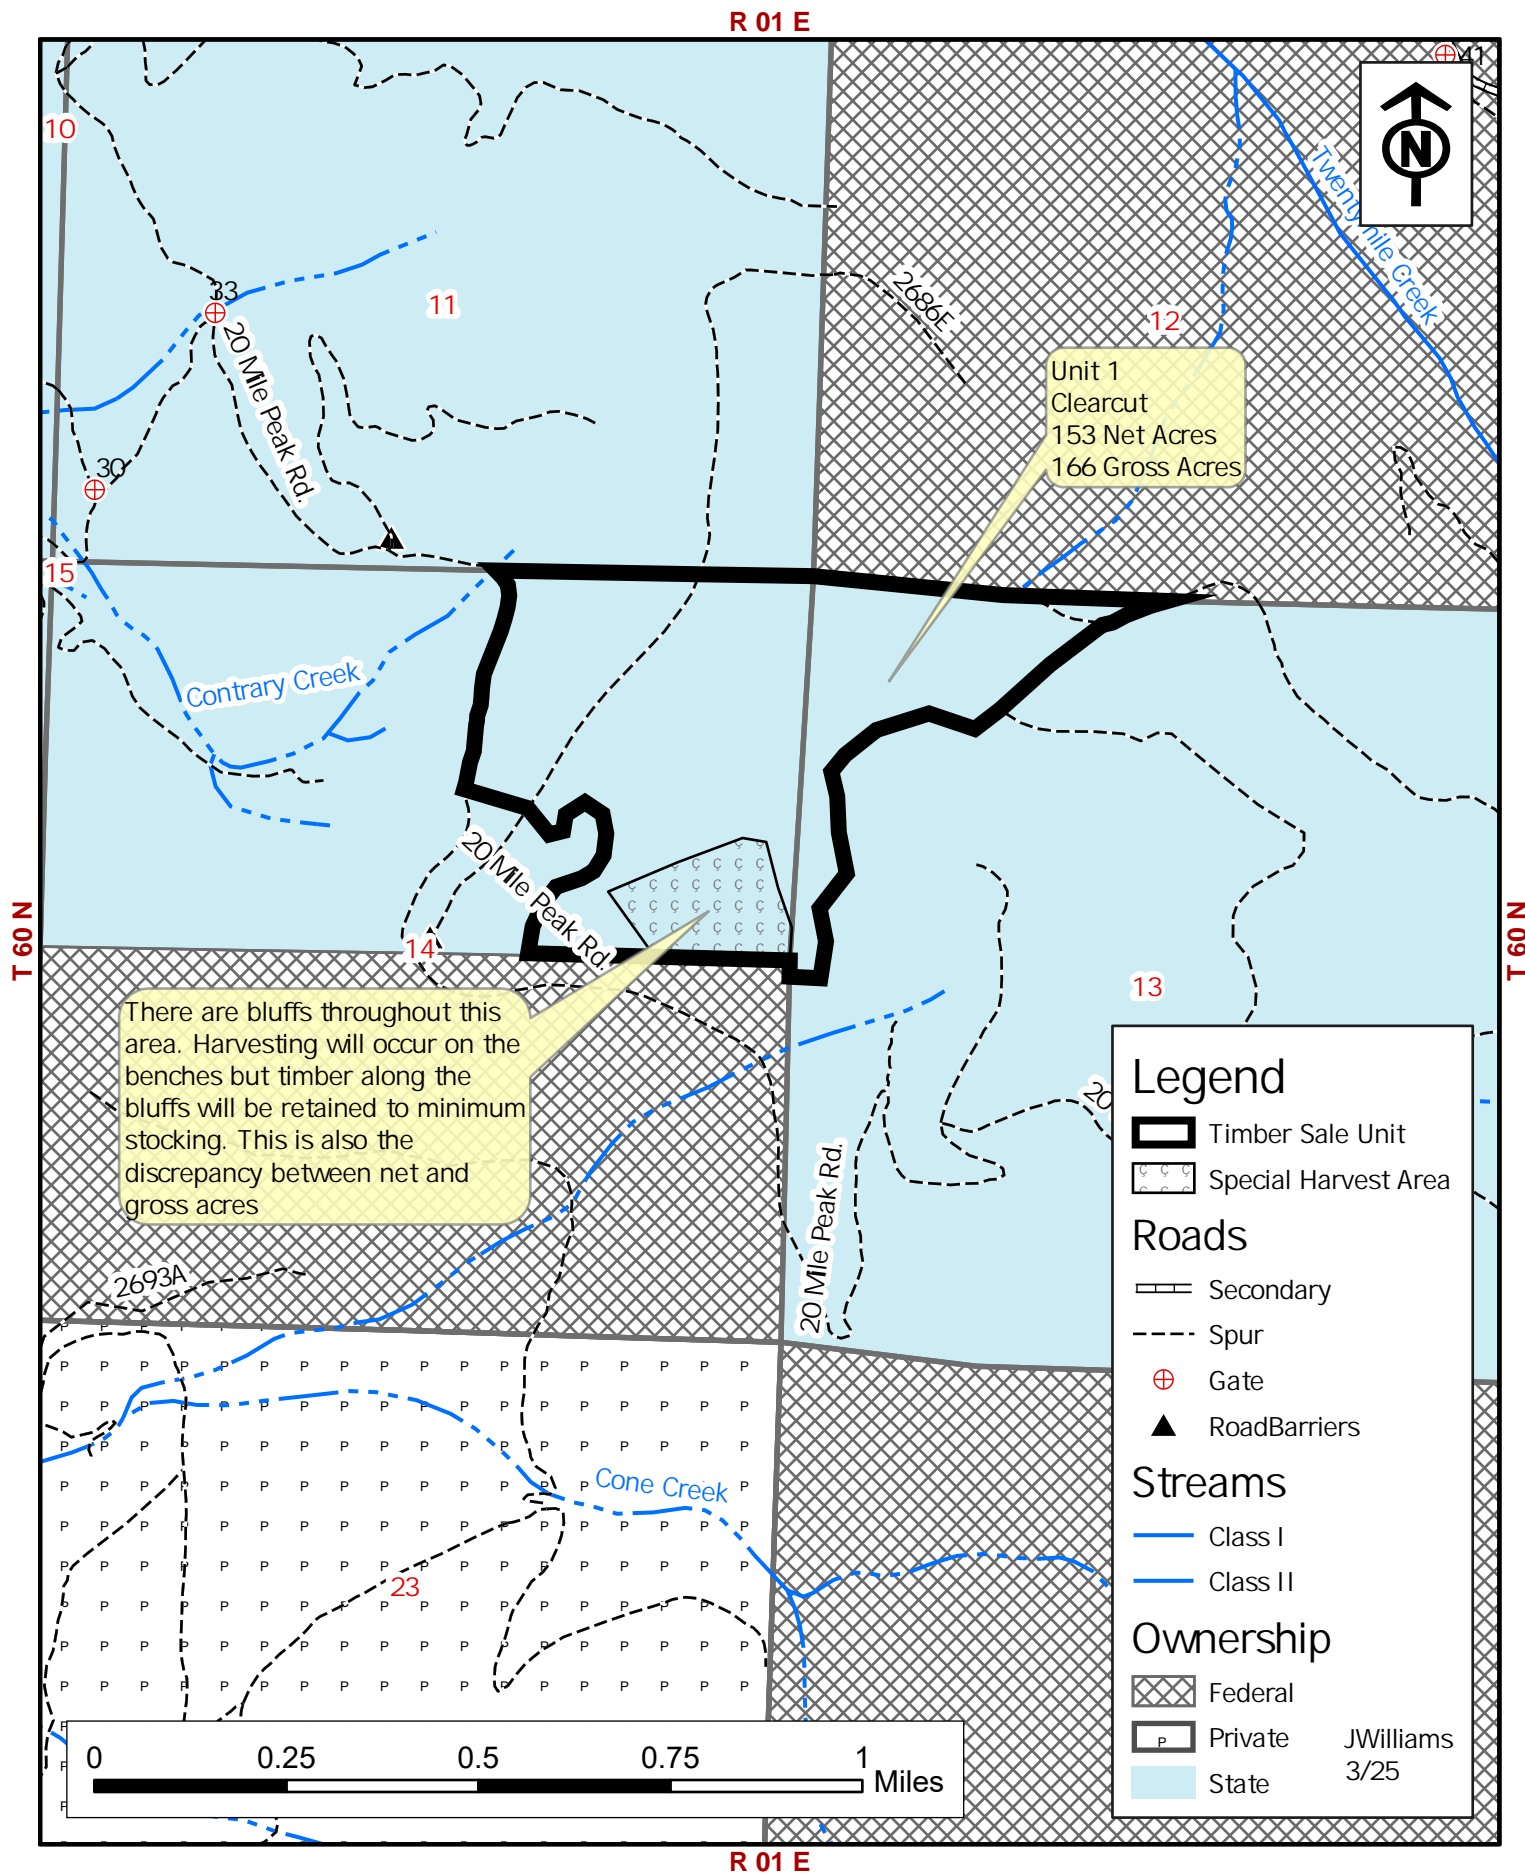 R 01 E
41
10
N
Twentymile Creek
33
11
2686E
12
20 Mile Peak Rd.
Unit 1
Clearcut
153 Net Acres
166 Gross Acres
30
15
Contrary Creek
20 Mile Peak Rd.
T 60 N
T 60 N
14
13
There are bluffs throughout this
area. Harvesting will occur on the
benches but timber along the
bluffs will be retained to minimum
stocking. This is also the
discrepancy between net and
gross acres
20
20 Mile Peak Rd.
2693A
Cone Creek
23
Legend
Timber Sale Unit
Special Harvest Area
Roads
Secondary
Spur
Gate
RoadBarriers
Streams
Class I
Class II
Ownership
Federal
P Private
State
JWilliams
3/25
0 0.25 0.5 0.75 1
Miles
R 01 E